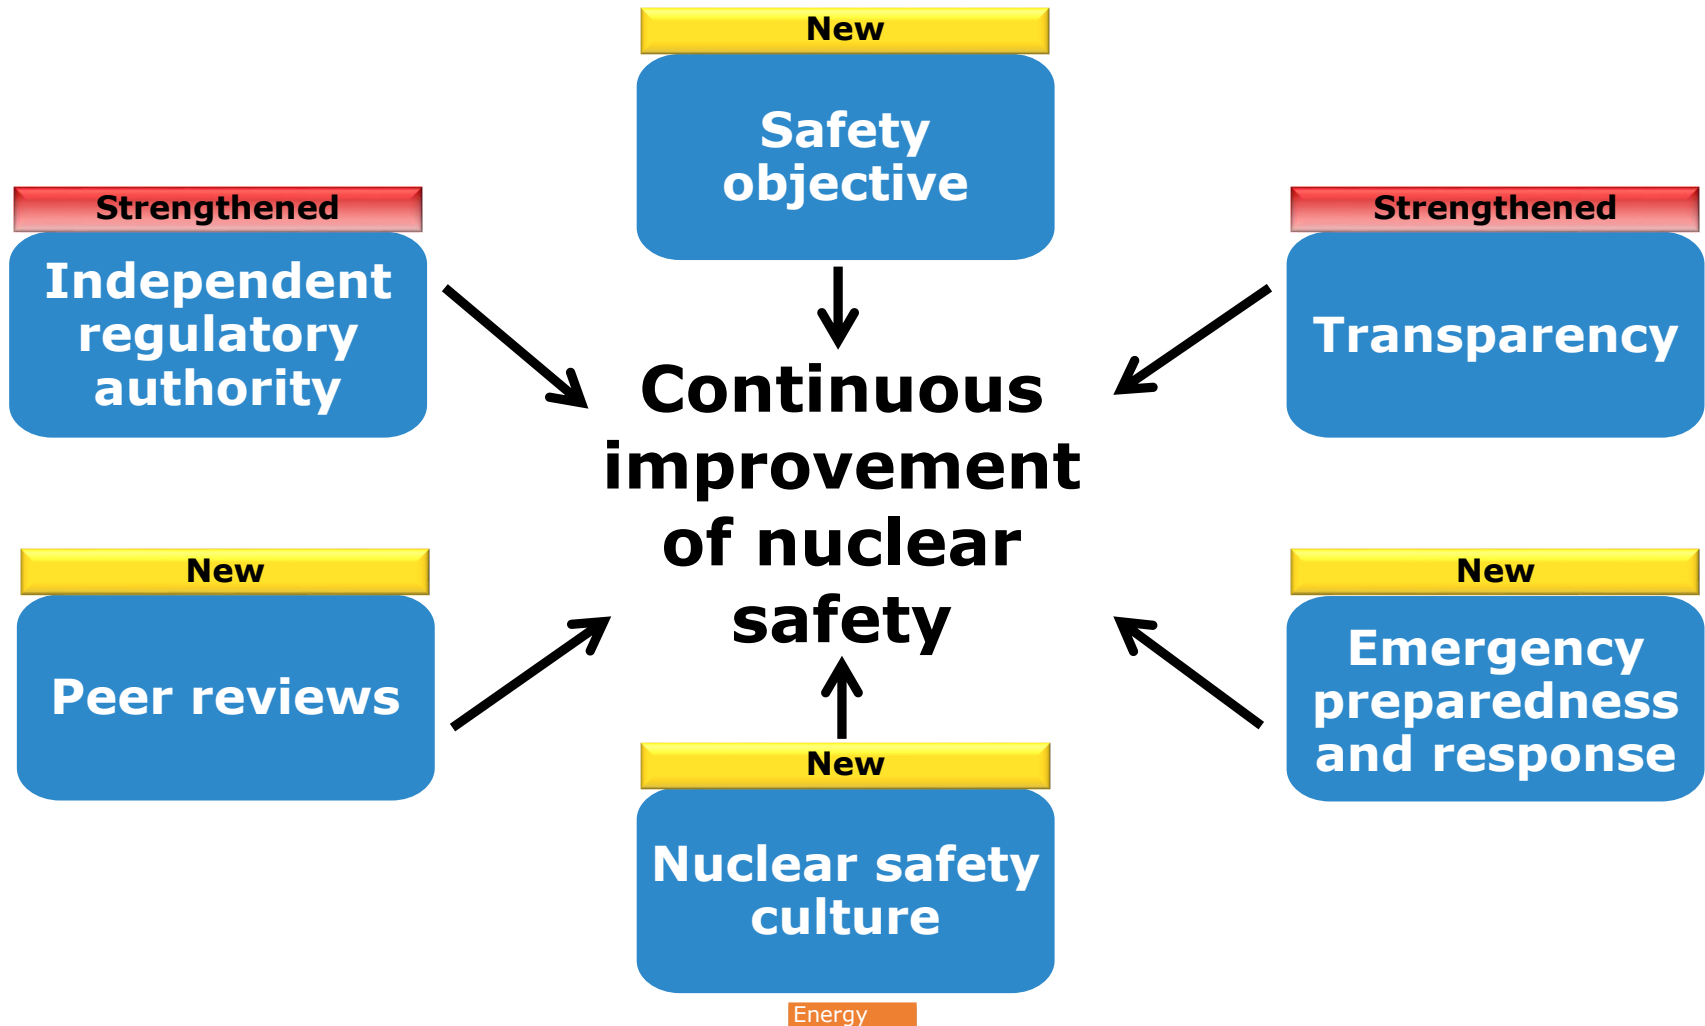 New
Safety
objective
Strengthened
Independent
regulatory
authority
Strengthened
Transparency
Continuous
improvement
of nuclear
safety
New
Peer reviews
New
Emergency
preparedness
and response
New
Nuclear safety
culture
Energy